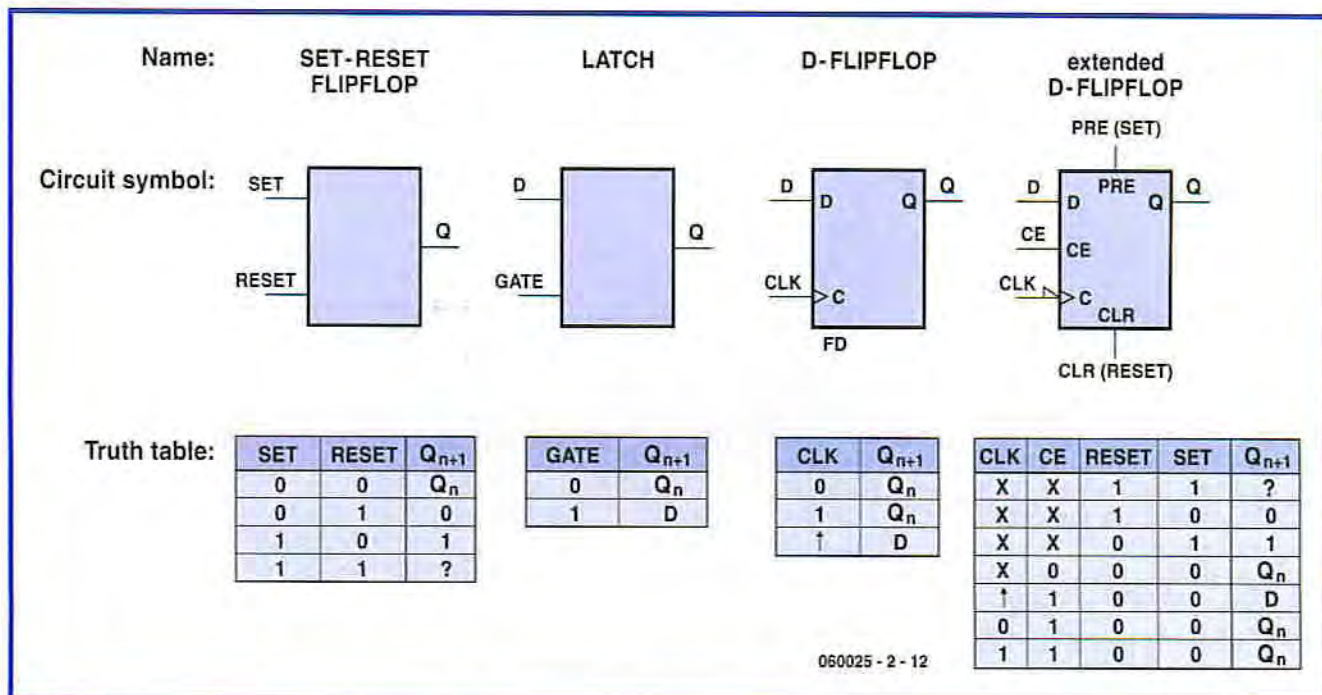 Name:
SET-RESET
FLIPFLOP
LATCH
D-FLIPFLOP
extended
D-FLIPFLOP
Circuit symbol:
SET
RESET
Q
D
GATE
Q
D
CLK
D
Q
C
Q
FD
PRE (SET)
D
CE
CLK
PRE
D
Q
CE
C
CLR
Q
CLR (RESET)
Truth table:
SET RESET Qn+1
0 0 Qn
0 1 0
1 0 1
1 1 ?
GATE Qn+1
0 Qn
1 D
CLK Qn+1
0 Qn
1 Qn
↑ D
CLK CE RESET SET Qn+1
X X 1 1 ?
X X 1 0 0
X X 0 1 1
X 0 0 0 Qn
↑ 1 0 0 D
0 1 0 0 Qn
1 1 0 0 Qn
060025 - 2 - 12